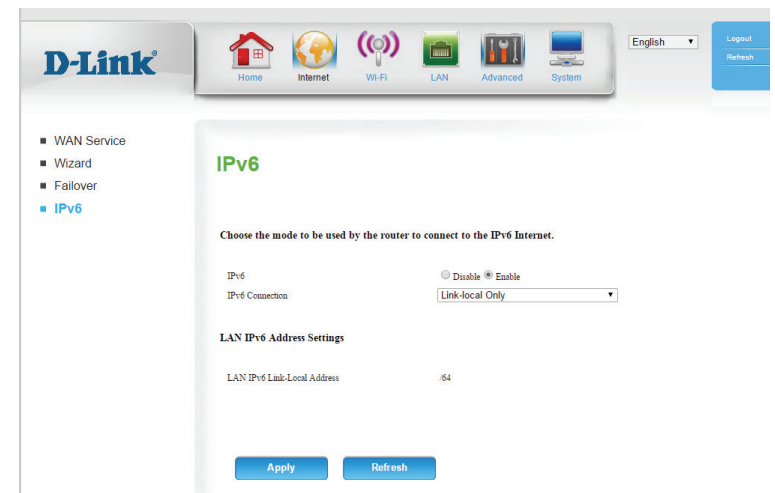 D-Link®
Home
Internet
Wi-Fi
LAN
Advanced
System
English
Logout
Refresh
WAN Service
Wizard
Failover
IPv6
IPv6
Choose the mode to be used by the router to connect to the IPv6 Internet.
IPv6 Disable Enable
IPv6 Connection Link-local Only
LAN IPv6 Address Settings
LAN IPv6 Link-Local Address /64
Apply Refresh